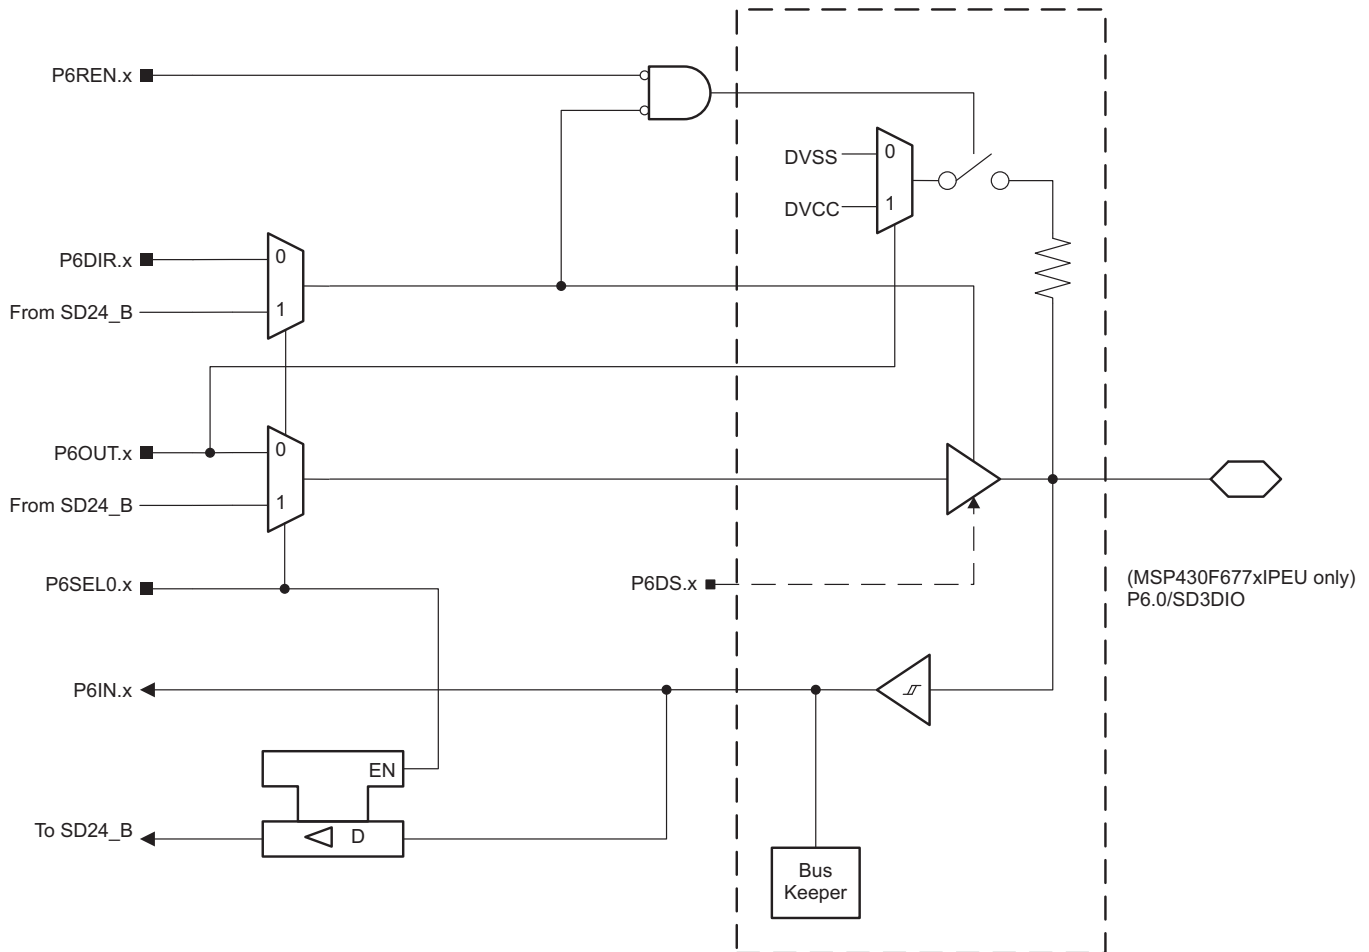 P6REN.x
DVSS
0
DVCC
1
P6DIR.x
0
From SD24_B
1
P6OUT.x
0
From SD24_B
1
P6SEL0.x
P6DS.x
(MSP430F677xIPEU only)
P6.0/SD3DIO
P6IN.x
EN
To SD24_B
D
Bus
Keeper